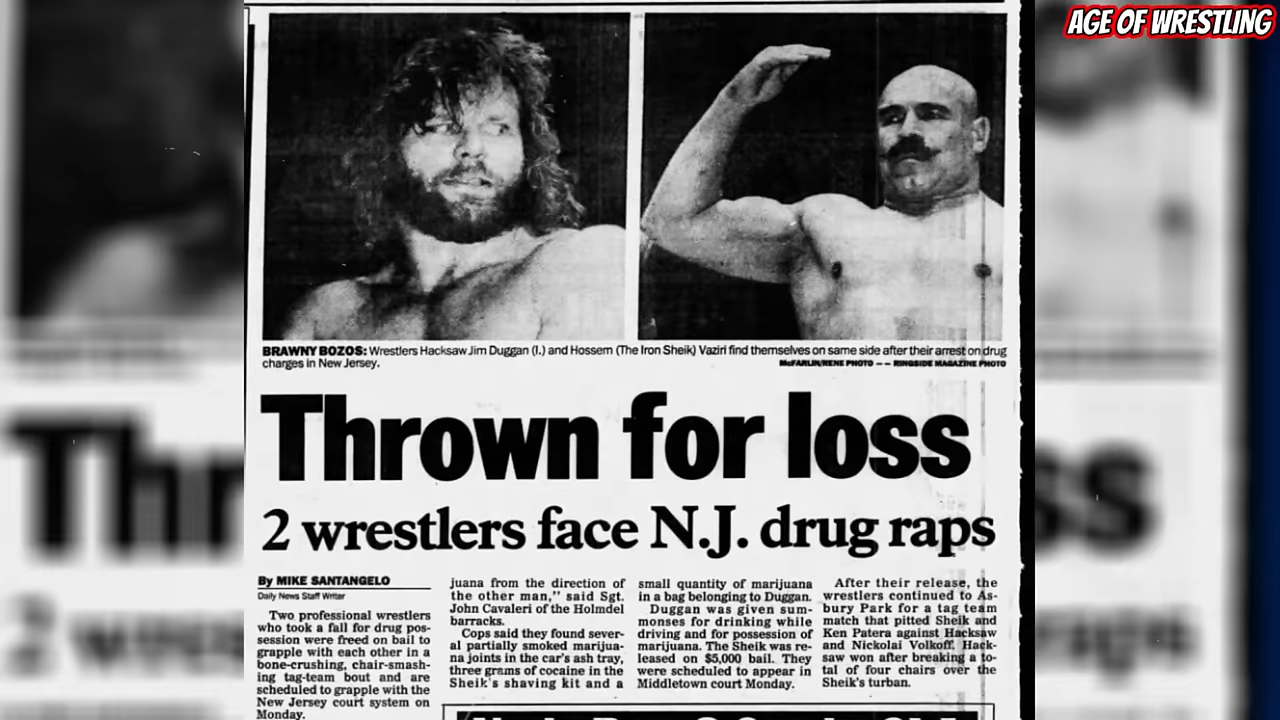 AGE OF WRESTLING
BRAWNY BOZOS: Wrestlers Hacksaw Jim Duggan (l.) and Hossem (The Iron Sheik) Vaziri find themselves on same side after their arrest on drug
charges in New Jersey.
McFARLIN/RENE PHOTO — — RINGSIDE MAGAZINE PHOTO
Thrown for loss
2 wrestlers face N.J. drug raps
By MIKE SANTANGELO
Daily News Staff Writer
Two professional wrestlers
who took a fall for drug pos-
session were freed on bail to
grapple with each other in a
bone-crushing, chair-smash-
ing tag-team bout and are
scheduled to grapple with the
New Jersey court system on
Monday.
juana from the direction of
the other man,” said Sgt.
John Cavaleri of the Holmdel
barracks.
Cops said they found sever-
al partially smoked marijua-
na joints in the car's ash tray,
three grams of cocaine in the
Sheik's shaving kit and a
small quantity of marijuana
in a bag belonging to Duggan.
Duggan was given sum-
monses for drinking while
driving and for possession of
marijuana. The Sheik was re-
leased on $5,000 bail. They
were scheduled to appear in
Middletown court Monday.
After their release, the
wrestlers continued to As-
bury Park for a tag team
match that pitted Sheik and
Ken Patera against Hacksaw
and Nickolai Volkoff. Hack-
saw won after breaking a to-
tal of four chairs over the
Sheik's turban.